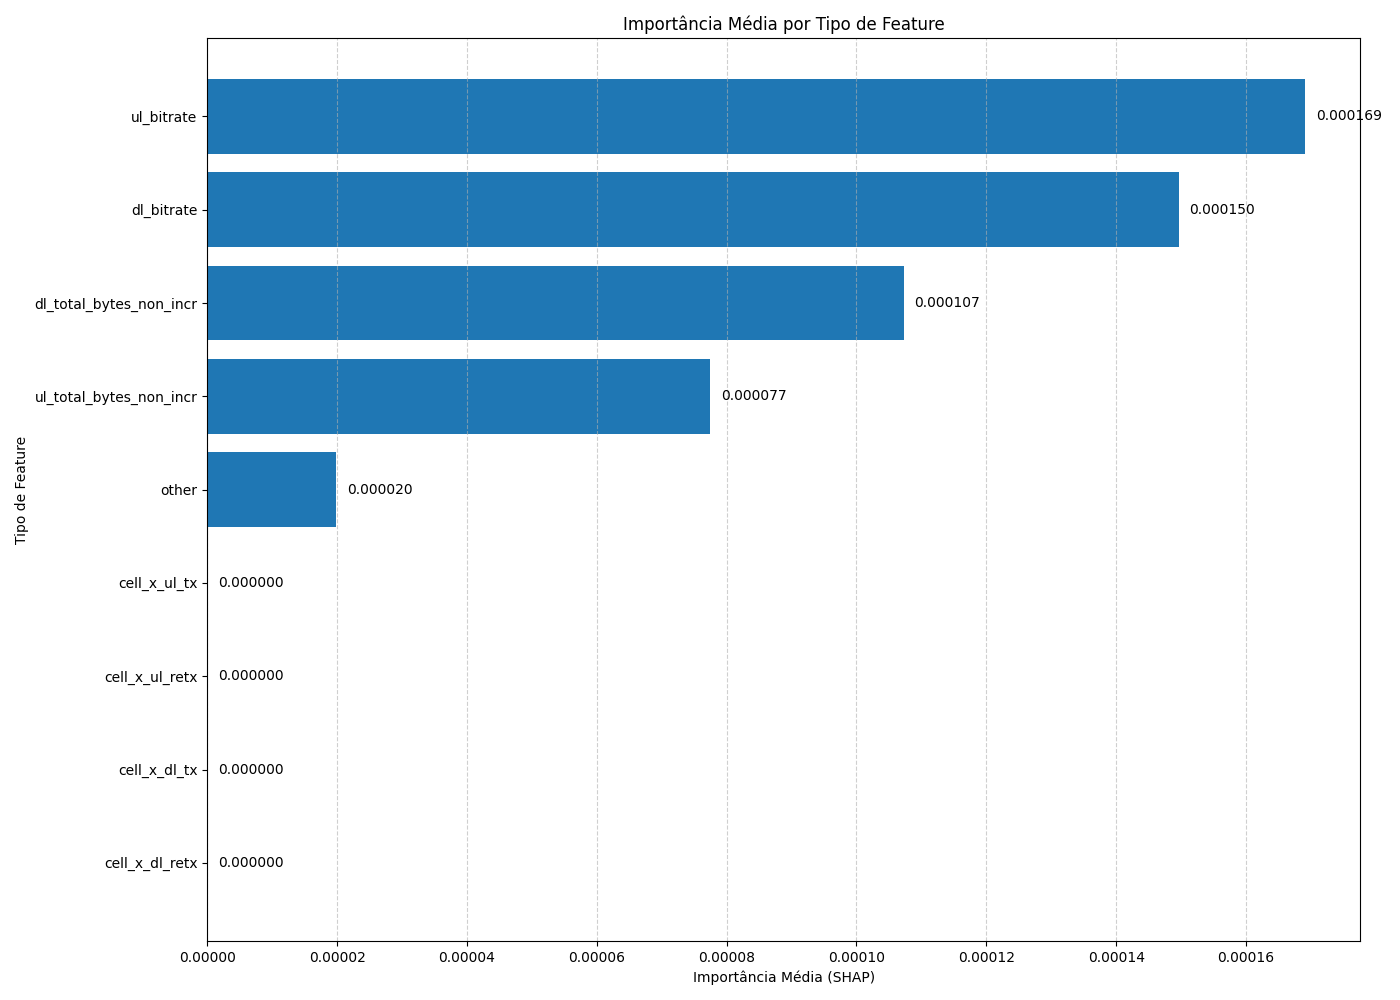 Importância Média por Tipo de Feature
ul_bitrate
0.000169
dl_bitrate
0.000150
dl_total_bytes_non_incr
0.000107
ul_total_bytes_non_incr
0.000077
other
0.000020
cell_x_ul_tx
0.000000
cell_x_ul_retx
0.000000
cell_x_dl_tx
0.000000
cell_x_dl_retx
0.000000
Tipo de Feature
0.00000 0.00002 0.00004 0.00006 0.00008 0.00010 0.00012 0.00014 0.00016
Importância Média (SHAP)